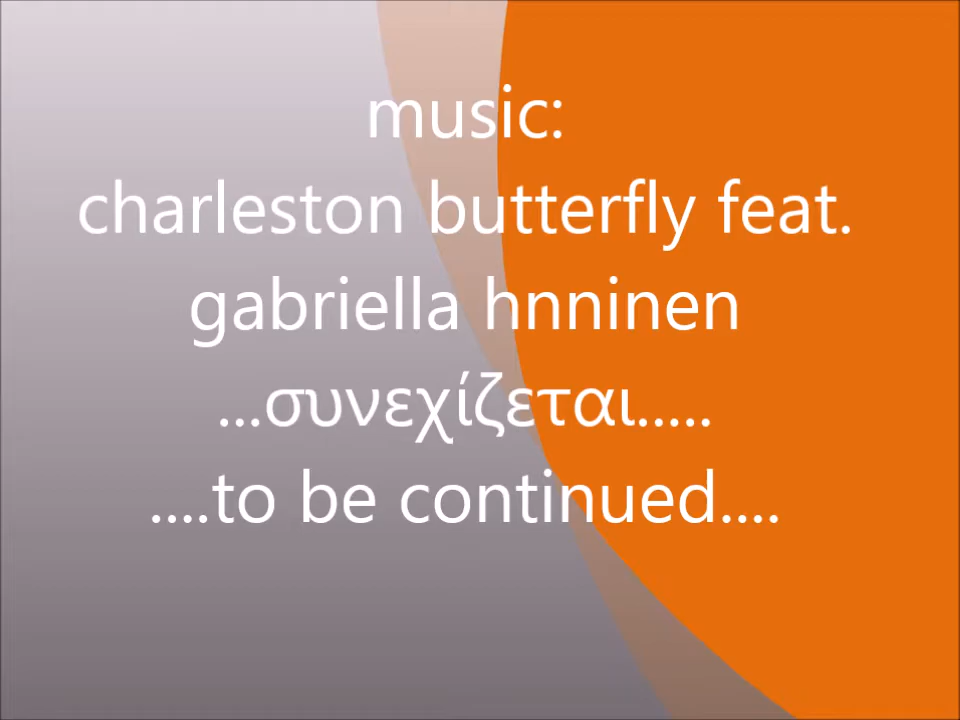 music:
charleston butterfly feat.
gabriella hnninen
...συνεχίζεται.....
....to be continued....